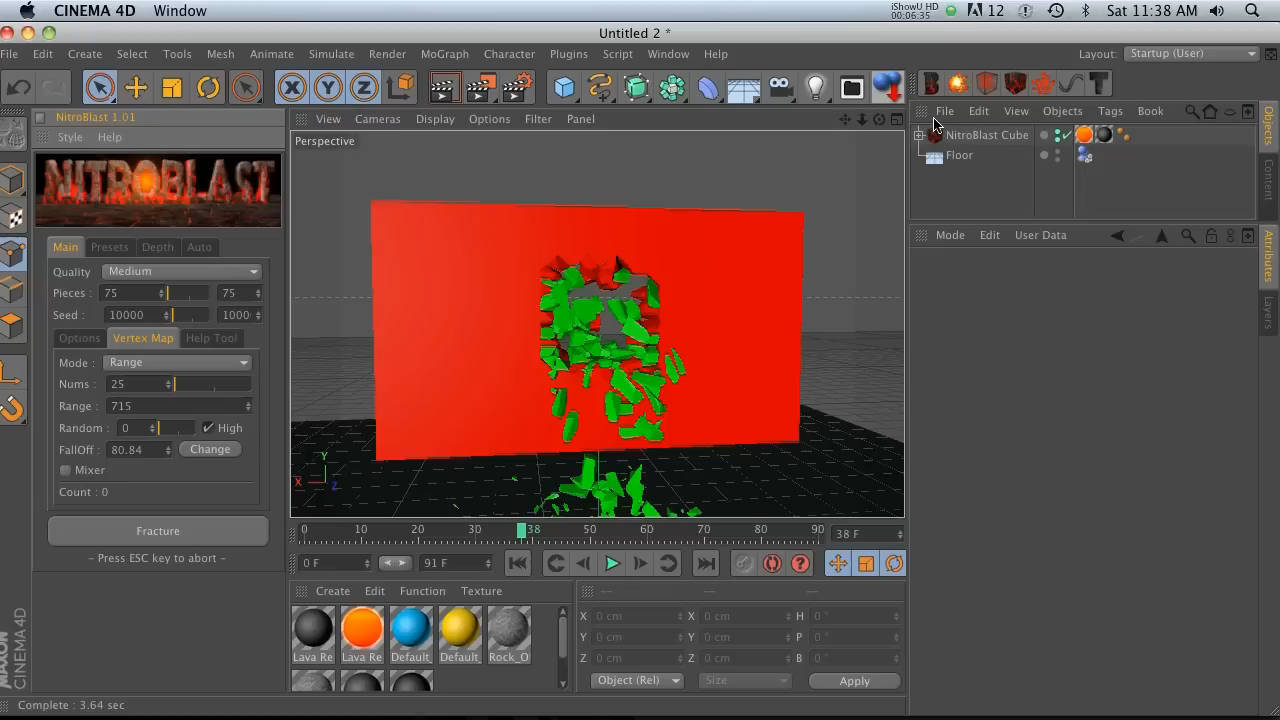 CINEMA 4D Window
iShowU HD
00:06:35
12
Sat 11:38 AM
Untitled 2 *
File Edit Create Select Tools Mesh Animate Simulate Render MoGraph Character Plugins Script Window Help
Layout: Startup (User)
X Y Z
NitroBlast 1.01
Style Help
NITROBLAST
Main Presets Depth Auto
Quality Medium
Pieces : 75 75
Seed : 10000 1000
Options Vertex Map Help Tool
Mode : Range
Nums : 25
Range : 715
Random : 0 High
FallOff : 80.84 Change
Mixer
Count : 0
Fracture
– Press ESC key to abort –
View Cameras Display Options Filter Panel
Perspective
Y
X
Z
0 10 20 30 38 50 60 70 80 90
38 F
0 F 91 F
Create Edit Function Texture
Lava Re Lava Re Default_ Default_ Rock_O
-- -- --
X 0 cm X 0 cm H 0 °
Y 0 cm Y 0 cm P 0 °
Z 0 cm Z 0 cm B 0 °
Object (Rel) Size Apply
File Edit View Objects Tags Book
NitroBlast Cube
Floor
Mode Edit User Data
Objects
Content
Attributes
Layers
MAXON
CINEMA 4D
Complete : 3.64 sec